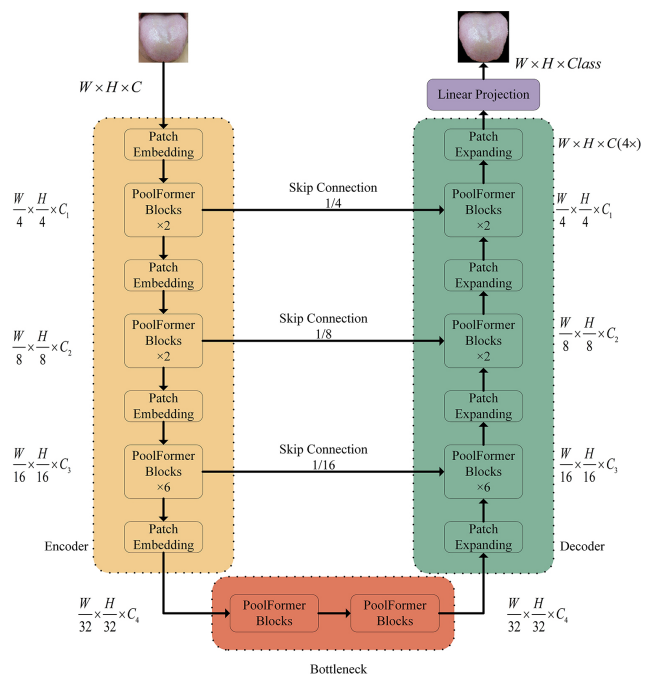 W × H × Class
W × H × C
Linear Projection
Patch
Embedding
Patch
Expanding
W × H × C(4×)
W/4 × H/4 × C₁
PoolFormer
Blocks
×2
Skip Connection
1/4
PoolFormer
Blocks
×2
W/4 × H/4 × C₁
Patch
Embedding
Patch
Expanding
W/8 × H/8 × C₂
PoolFormer
Blocks
×2
Skip Connection
1/8
PoolFormer
Blocks
×2
W/8 × H/8 × C₂
Patch
Embedding
Patch
Expanding
W/16 × H/16 × C₃
PoolFormer
Blocks
×6
Skip Connection
1/16
PoolFormer
Blocks
×6
W/16 × H/16 × C₃
Encoder
Patch
Embedding
Patch
Expanding
Decoder
W/32 × H/32 × C₄
PoolFormer
Blocks
PoolFormer
Blocks
W/32 × H/32 × C₄
Bottleneck